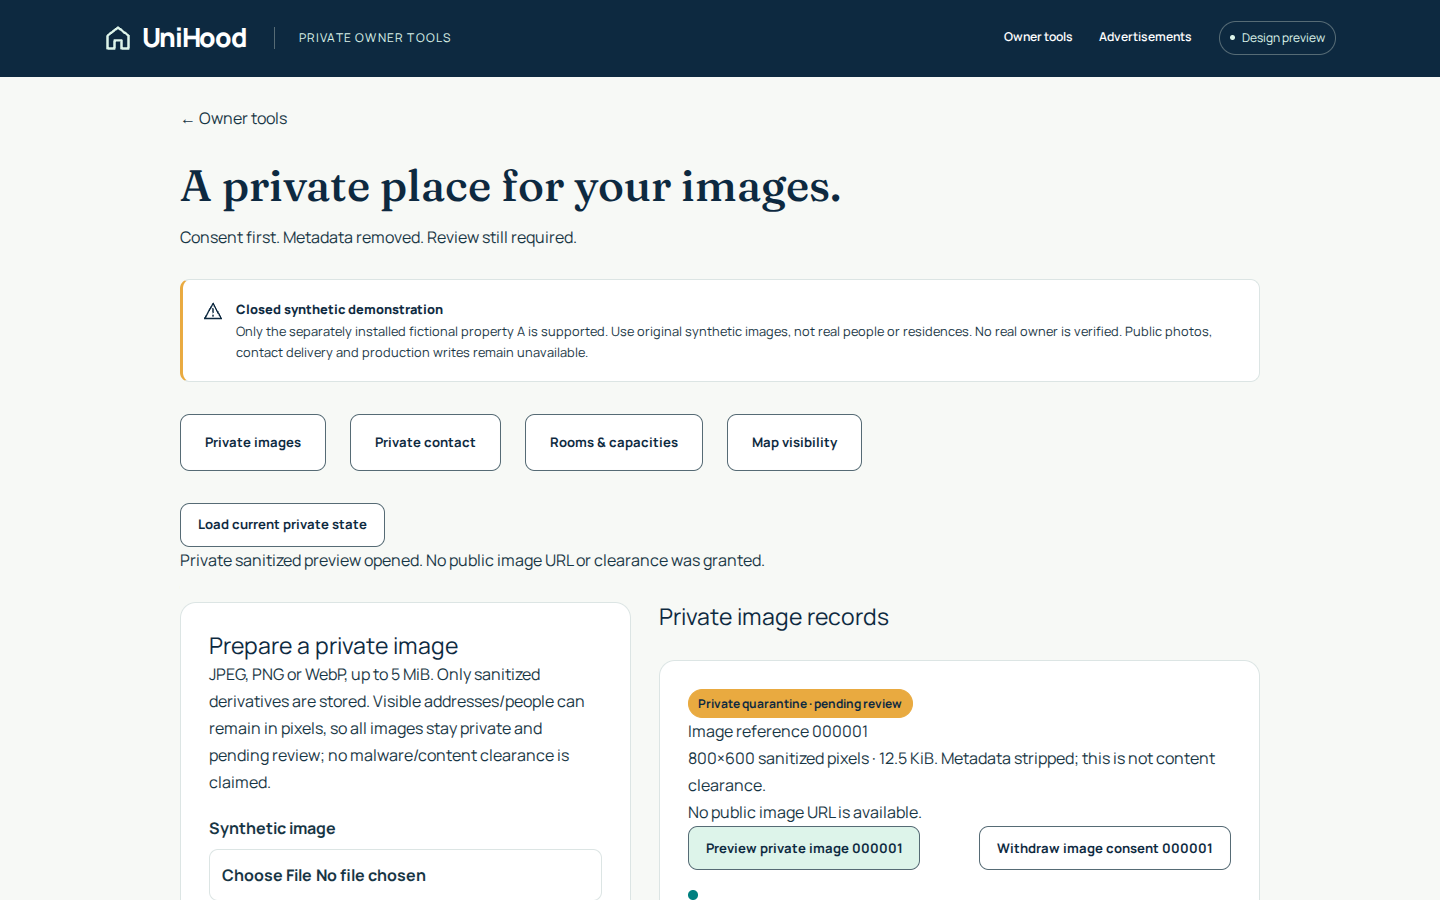 UniHood
PRIVATE OWNER TOOLS
Owner tools
Advertisements
Design preview
← Owner tools
A private place for your images.
Consent first. Metadata removed. Review still required.
Closed synthetic demonstration
Only the separately installed fictional property A is supported. Use original synthetic images, not real people or residences. No real owner is verified. Public photos,
contact delivery and production writes remain unavailable.
Private images
Private contact
Rooms & capacities
Map visibility
Load current private state
Private sanitized preview opened. No public image URL or clearance was granted.
Prepare a private image
JPEG, PNG or WebP, up to 5 MiB. Only sanitized
derivatives are stored. Visible addresses/people can
remain in pixels, so all images stay private and
pending review; no malware/content clearance is
claimed.
Synthetic image
Choose File No file chosen
Private image records
Private quarantine · pending review
Image reference 000001
800×600 sanitized pixels · 12.5 KiB. Metadata stripped; this is not content
clearance.
No public image URL is available.
Preview private image 000001
Withdraw image consent 000001